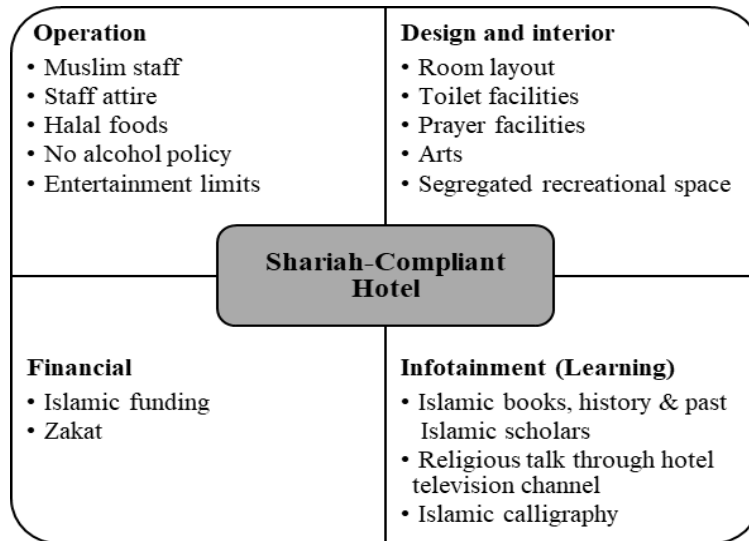 Operation
• Muslim staff
• Staff attire
• Halal foods
• No alcohol policy
• Entertainment limits
Design and interior
• Room layout
• Toilet facilities
• Prayer facilities
• Arts
• Segregated recreational space
Shariah-Compliant
Hotel
Financial
• Islamic funding
• Zakat
Infotainment (Learning)
• Islamic books, history & past
Islamic scholars
• Religious talk through hotel
television channel
• Islamic calligraphy